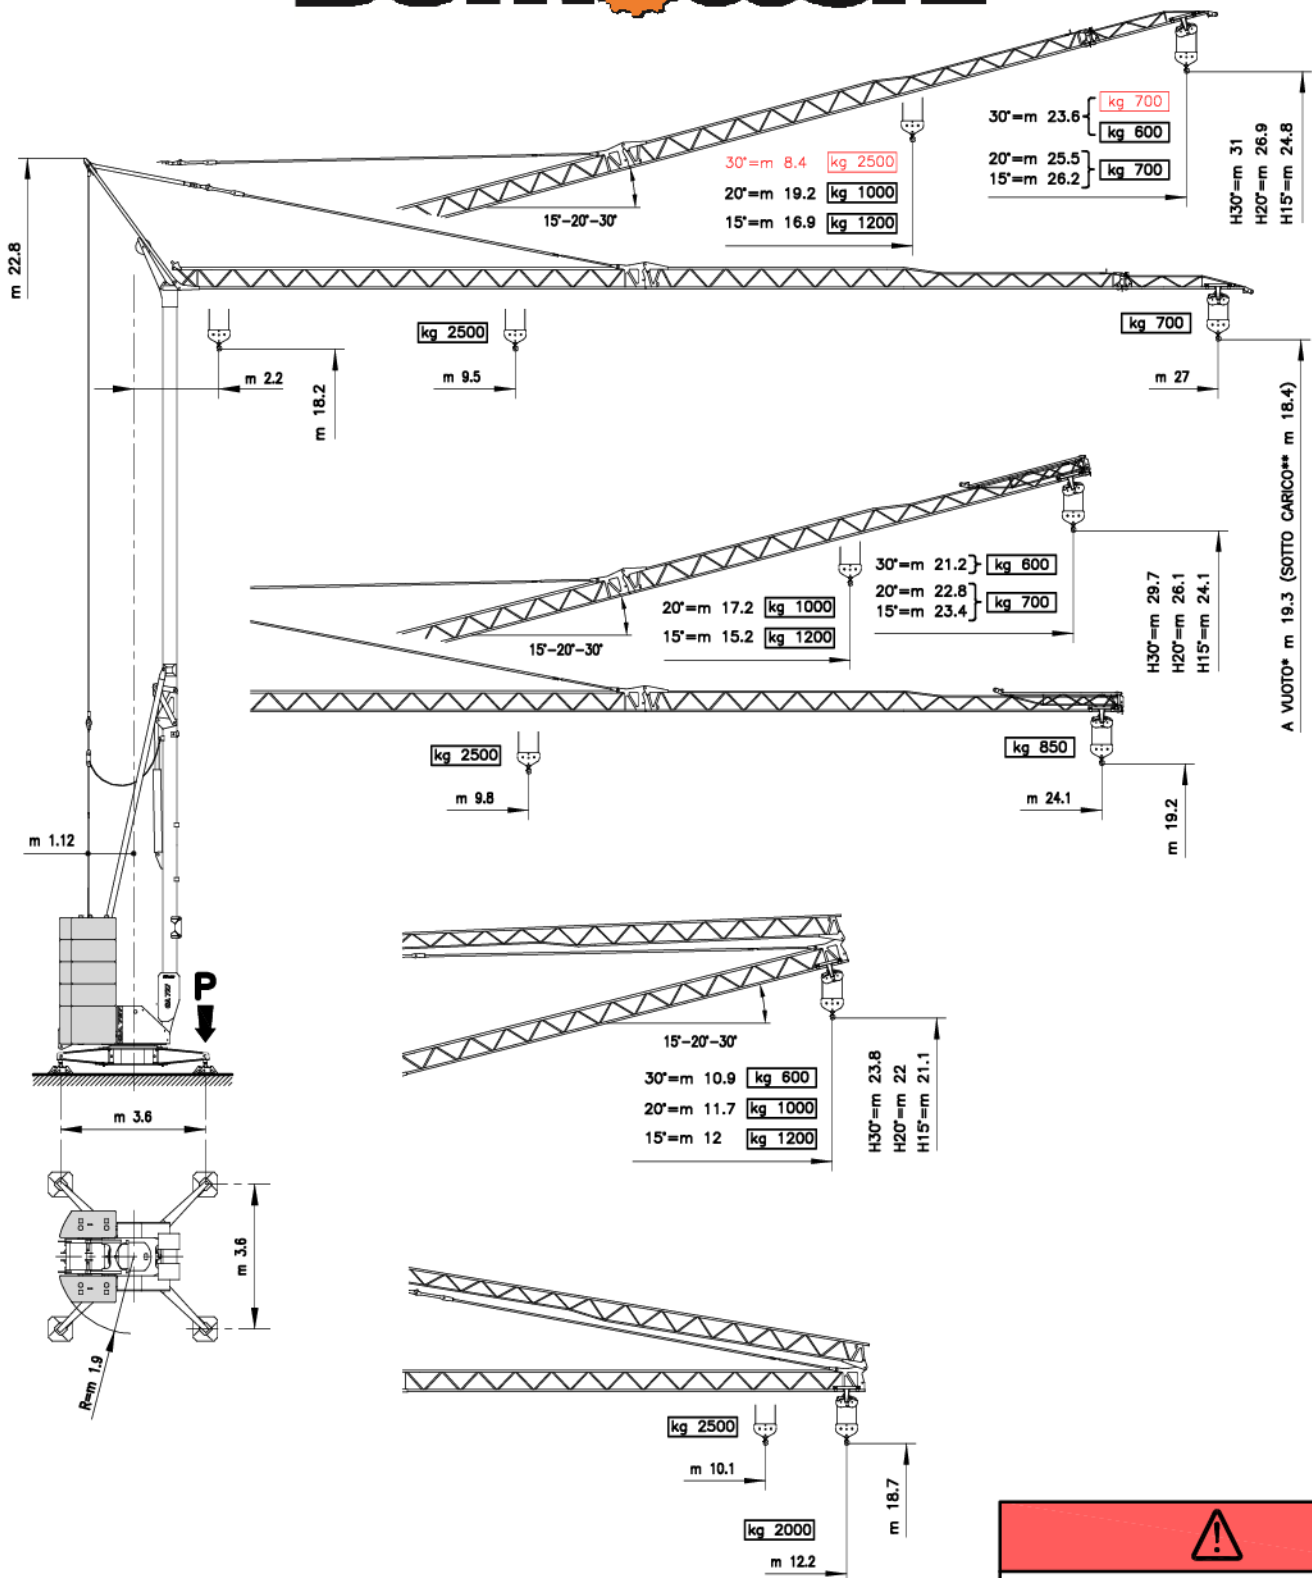 kg 700
30°=m 23.6
kg 600
30°=m 8.4 kg 2500
20°=m 25.5
15°=m 26.2
kg 700
20°=m 19.2 kg 1000
15°=m 16.9 kg 1200
15°-20°-30°
H30°=m 31
H20°=m 26.9
H15°=m 24.8
m 22.8
kg 2500
kg 700
m 2.2
m 9.5
m 27
m 18.2
A VUOTO* m 19.3 (SOTTO CARICO** m 18.4)
30°=m 21.2 kg 600
20°=m 22.8
15°=m 23.4
kg 700
20°=m 17.2 kg 1000
15°=m 15.2 kg 1200
15°-20°-30°
H30°=m 29.7
H20°=m 26.1
H15°=m 24.1
kg 2500
kg 850
m 9.8
m 24.1
m 19.2
m 1.12
P
15°-20°-30°
30°=m 10.9 kg 600
20°=m 11.7 kg 1000
15°=m 12 kg 1200
H30°=m 23.8
H20°=m 22
H15°=m 21.1
m 3.6
m 3.6
R=m 1.9
kg 2500
m 10.1
m 18.7
kg 2000
m 12.2